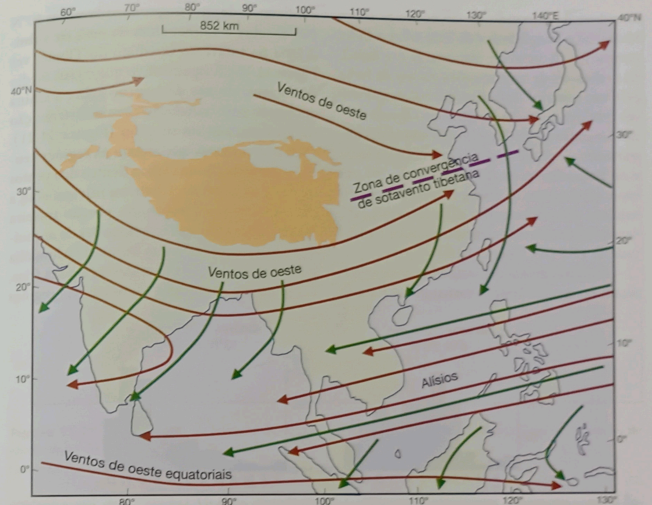 60°
70°
80°
90°
100°
110°
120°
130°
140°E
40°N
852 km
40°N
Ventos de oeste
30°
Zona de convergência
de sotavento tibetana
30°
20°
Ventos de oeste
20°
10°
10°
Alísios
0°
Ventos de oeste equatoriais
0°
80°
90°
100°
110°
120°
130°